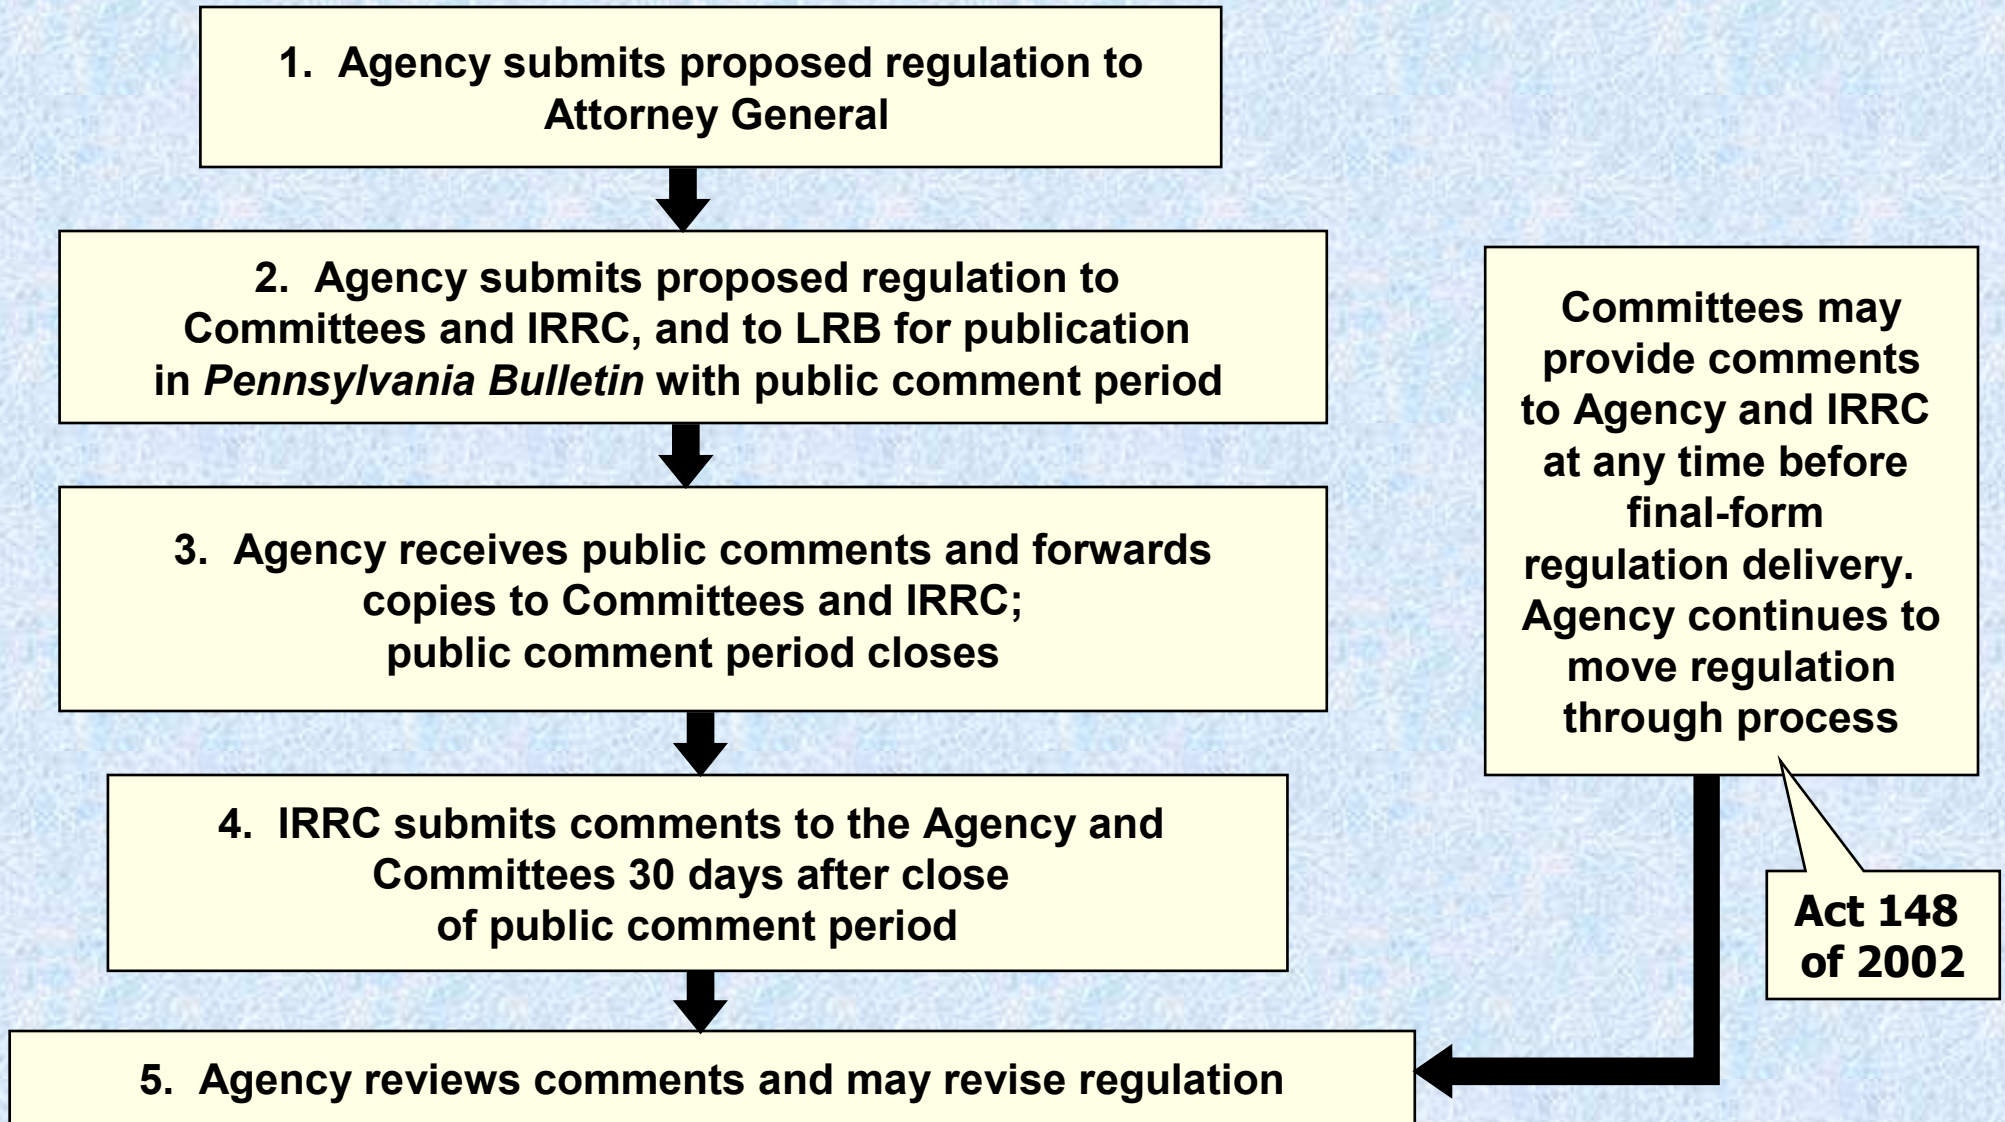 1. Agency submits proposed regulation to
Attorney General
2. Agency submits proposed regulation to
Committees and IRRC, and to LRB for publication
in Pennsylvania Bulletin with public comment period
3. Agency receives public comments and forwards
copies to Committees and IRRC;
public comment period closes
4. IRRC submits comments to the Agency and
Committees 30 days after close
of public comment period
5. Agency reviews comments and may revise regulation
Committees may
provide comments
to Agency and IRRC
at any time before
final-form
regulation delivery.
Agency continues to
move regulation
through process
Act 148
of 2002